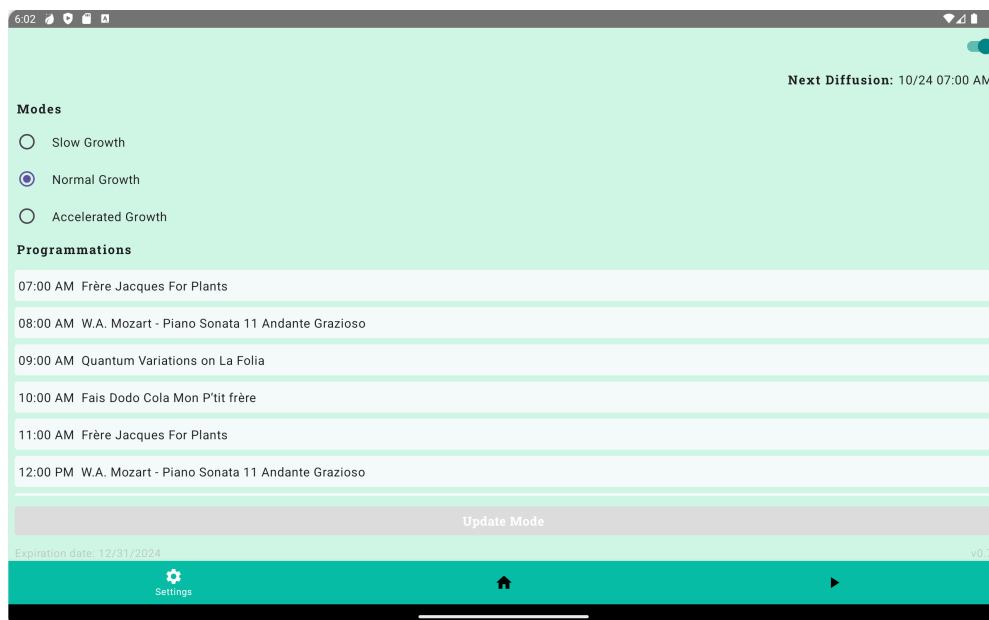 6:02
Next Diffusion: 10/24 07:00 AM
Modes
Slow Growth
Normal Growth
Accelerated Growth
Programmations
07:00 AM Frère Jacques For Plants
08:00 AM W.A. Mozart - Piano Sonata 11 Andante Grazioso
09:00 AM Quantum Variations on La Folia
10:00 AM Fais Dodo Cola Mon P'tit frère
11:00 AM Frère Jacques For Plants
12:00 PM W.A. Mozart - Piano Sonata 11 Andante Grazioso
Update Mode
Expiration date: 12/31/2024
Settings